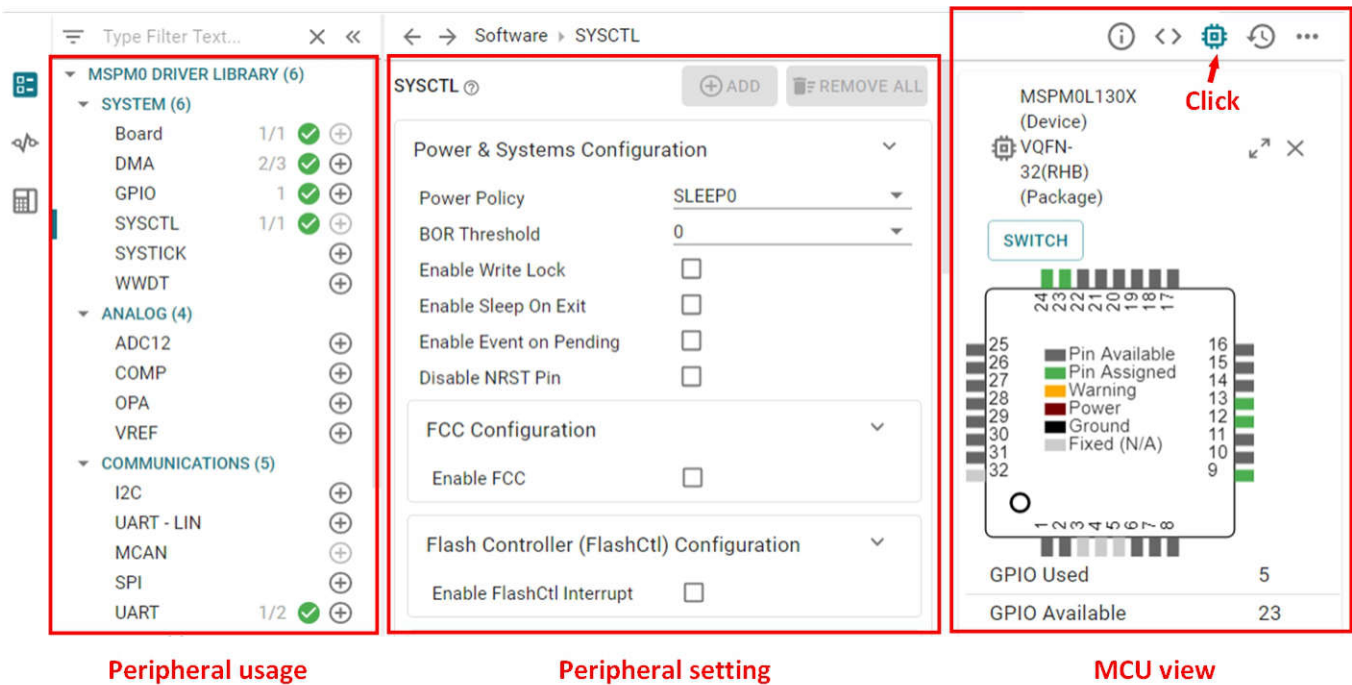 Type Filter Text...
MSPM0 DRIVER LIBRARY (6)
SYSTEM (6)
Board 1/1
DMA 2/3
GPIO 1
SYSCTL 1/1
SYSTICK
WWDT
ANALOG (4)
ADC12
COMP
OPA
VREF
COMMUNICATIONS (5)
I2C
UART - LIN
MCAN
SPI
UART 1/2
Peripheral usage
Software SYSCTL
SYSCTL ADD REMOVE ALL
Power & Systems Configuration
Power Policy SLEEP0
BOR Threshold 0
Enable Write Lock
Enable Sleep On Exit
Enable Event on Pending
Disable NRST Pin
FCC Configuration
Enable FCC
Flash Controller (FlashCtl) Configuration
Enable FlashCtl Interrupt
Peripheral setting
Click
MSPM0L130X
(Device)
VQFN-
32(RHB)
(Package)
SWITCH
24 23 22 21 20 19 18 17
25 16
26 Pin Available 15
27 Pin Assigned 14
28 Warning 13
29 Power 12
30 Ground 11
31 Fixed (N/A) 10
32 9
1 2 3 4 5 6 7 8
GPIO Used 5
GPIO Available 23
MCU view